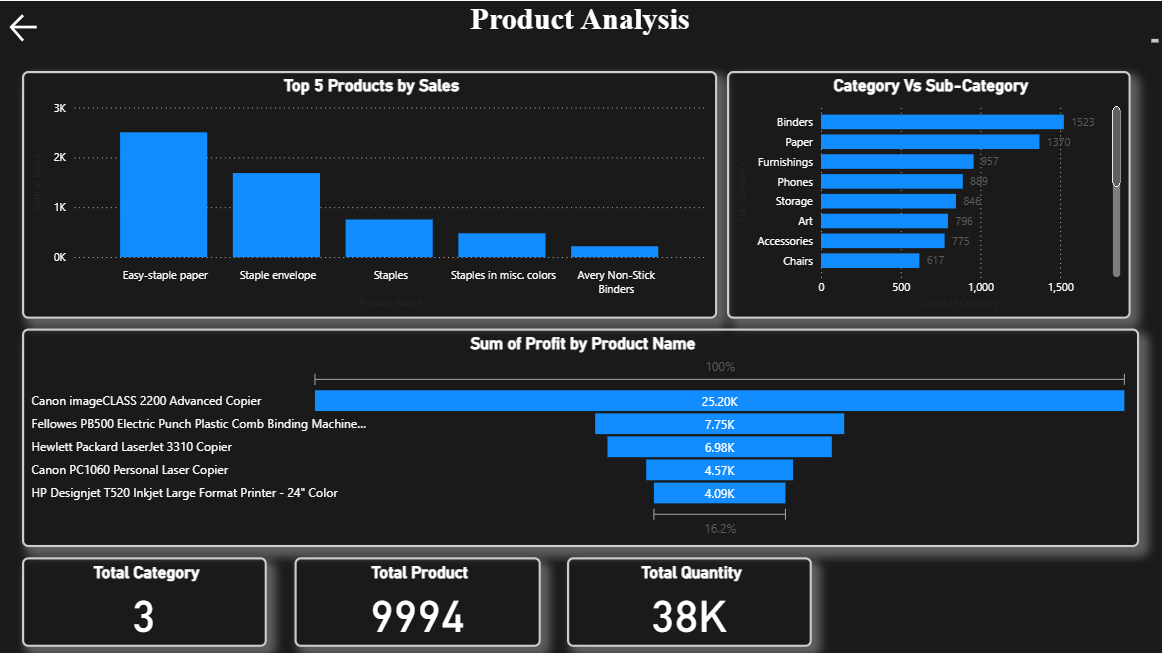 Product Analysis
Top 5 Products by Sales
3K
2K
1K
0K
Sum of Sales
Easy-staple paper
Staple envelope
Staples
Staples in misc. colors
Avery Non-Stick
Binders
Product Name
Category Vs Sub-Category
Sub-Category
Binders 1523
Paper 1370
Furnishings 957
Phones 889
Storage 846
Art 796
Accessories 775
Chairs 617
0 500 1,000 1,500
Count of Category
Sum of Profit by Product Name
100%
Canon imageCLASS 2200 Advanced Copier 25.20K
Fellowes PB500 Electric Punch Plastic Comb Binding Machine... 7.75K
Hewlett Packard LaserJet 3310 Copier 6.98K
Canon PC1060 Personal Laser Copier 4.57K
HP Designjet T520 Inkjet Large Format Printer - 24" Color 4.09K
16.2%
Total Category
3
Total Product
9994
Total Quantity
38K